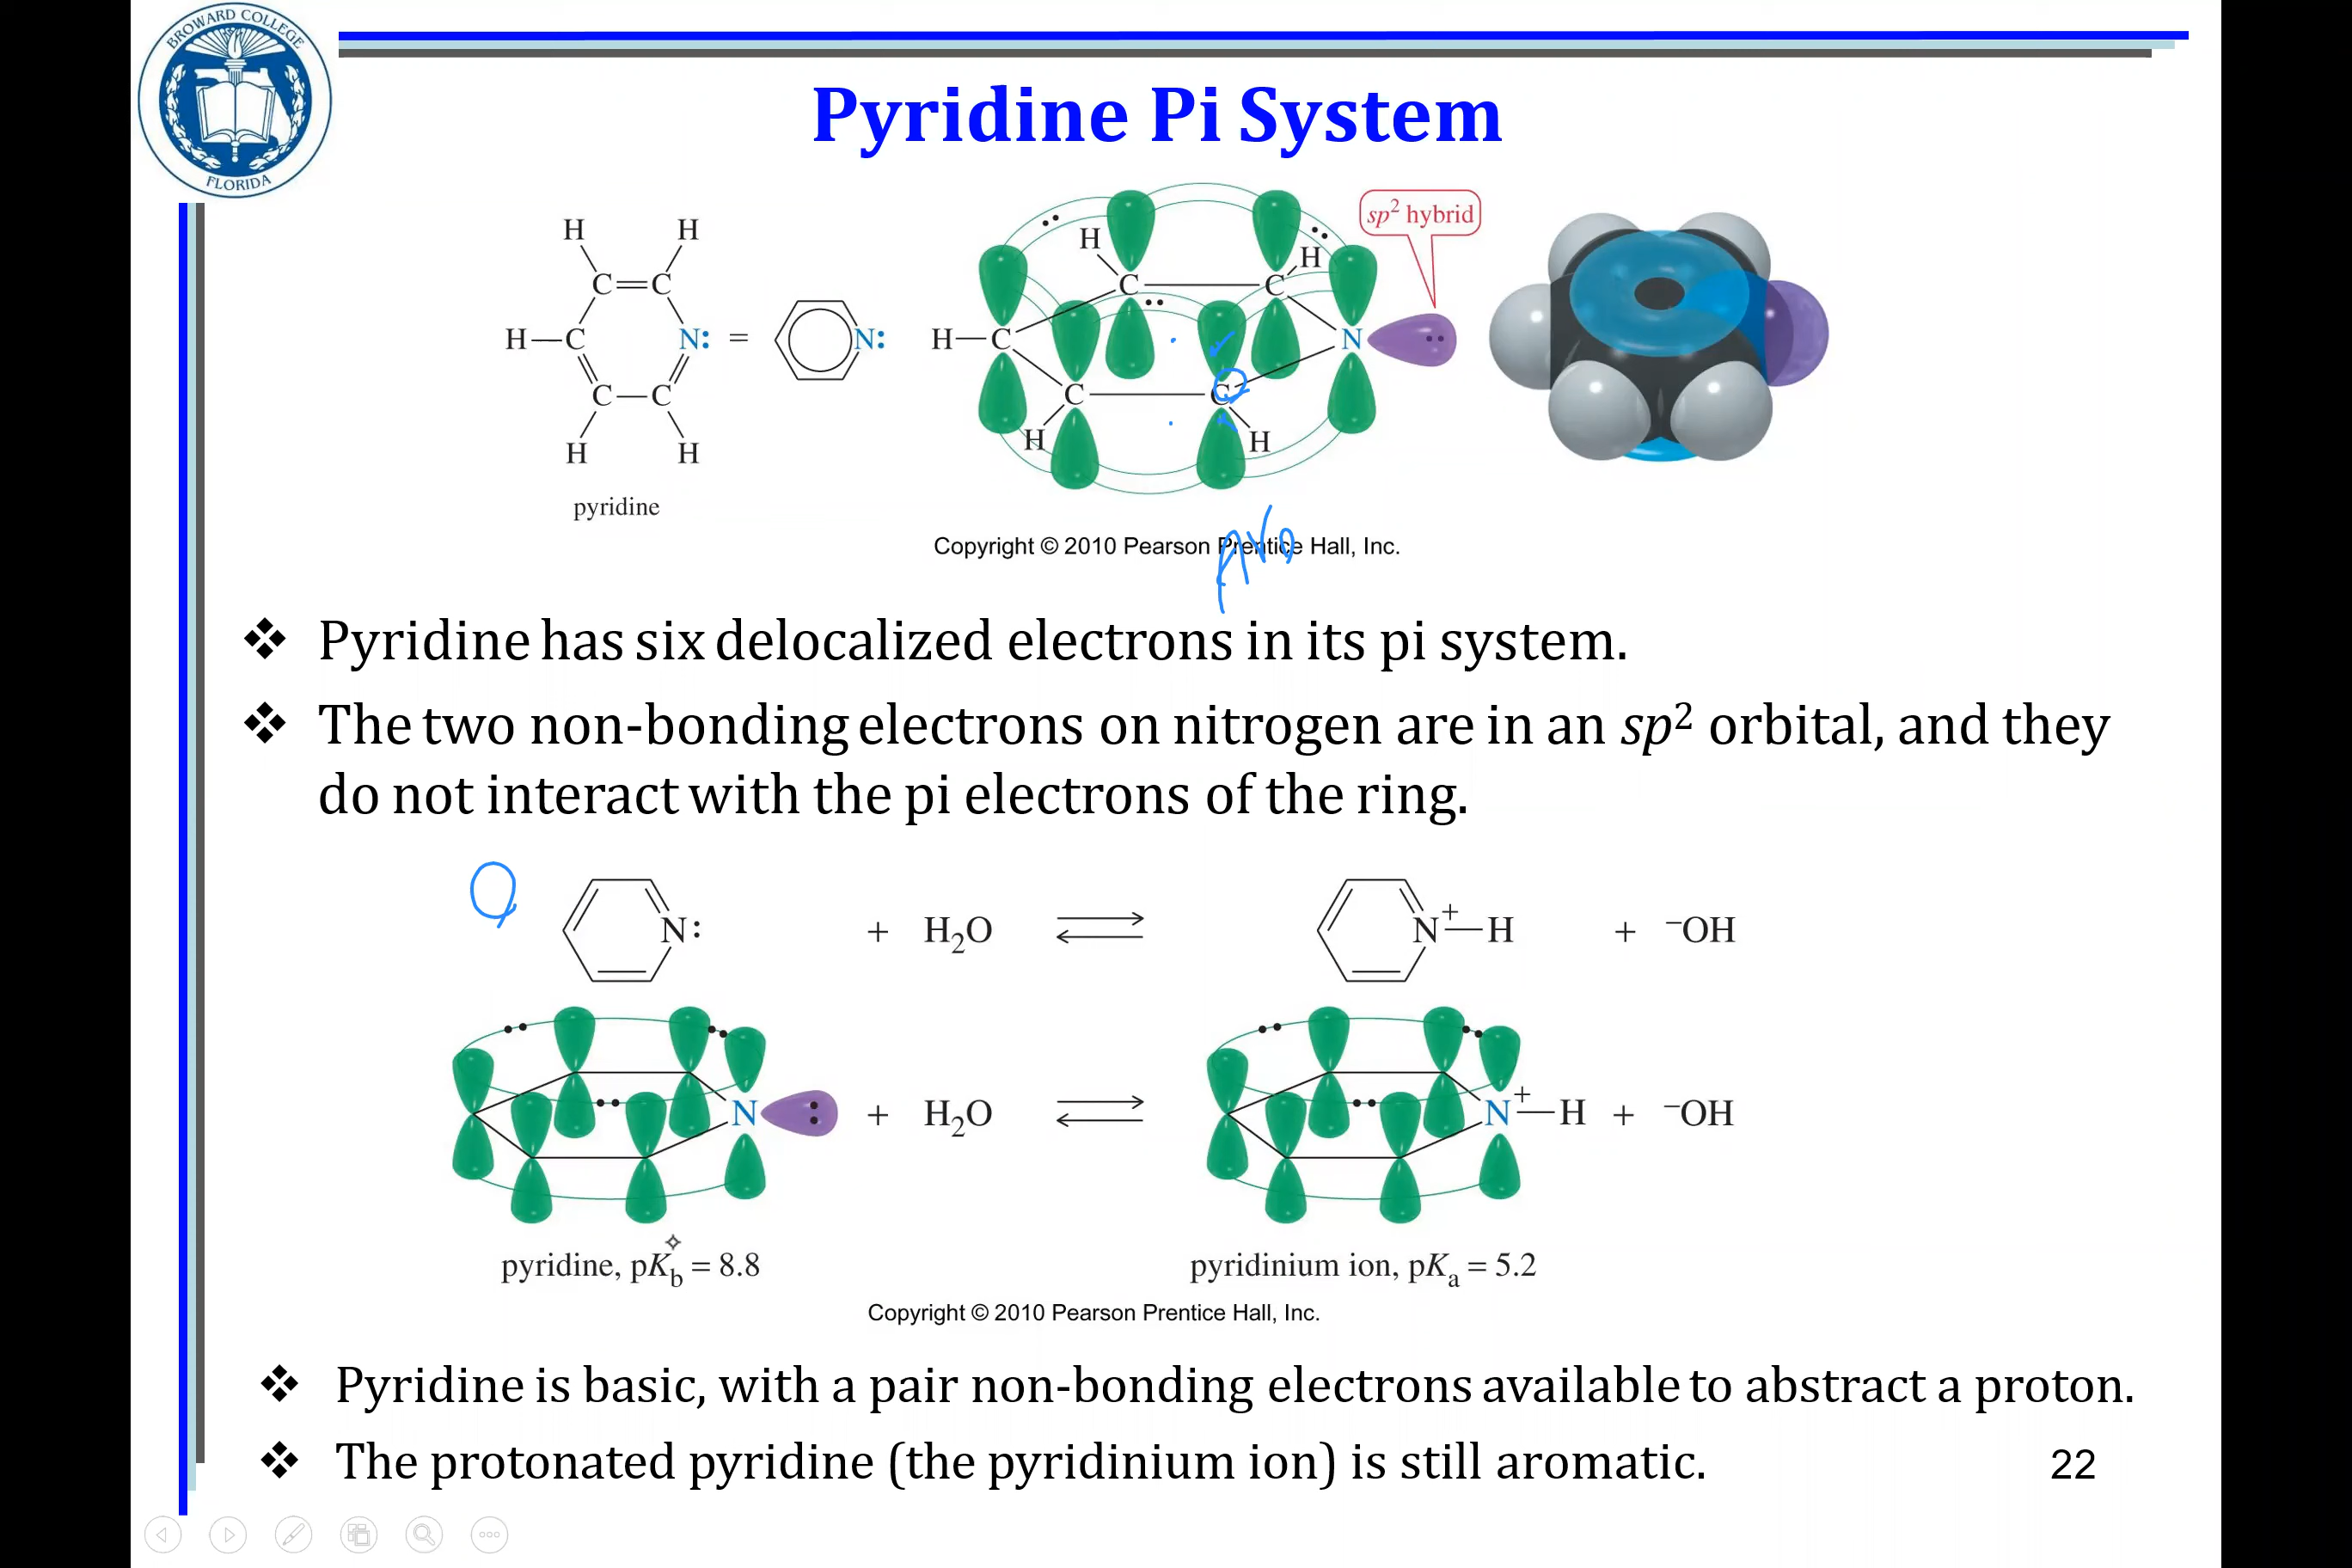 BROWARD COLLEGE
FLORIDA
Pyridine Pi System
H H
C=C
H—C N: = N:
C—C
H H
pyridine
sp² hybrid
H H
C C
H—C N
C C
H H
Copyright © 2010 Pearson Prentice Hall, Inc.
❖ Pyridine has six delocalized electrons in its pi system.
❖ The two non-bonding electrons on nitrogen are in an sp² orbital, and they
do not interact with the pi electrons of the ring.
N: + H₂O ⇌ N⁺—H + ⁻OH
N + H₂O ⇌ N⁺—H + ⁻OH
pyridine, pKb = 8.8
pyridinium ion, pKa = 5.2
Copyright © 2010 Pearson Prentice Hall, Inc.
❖ Pyridine is basic, with a pair non-bonding electrons available to abstract a proton.
❖ The protonated pyridine (the pyridinium ion) is still aromatic.
22